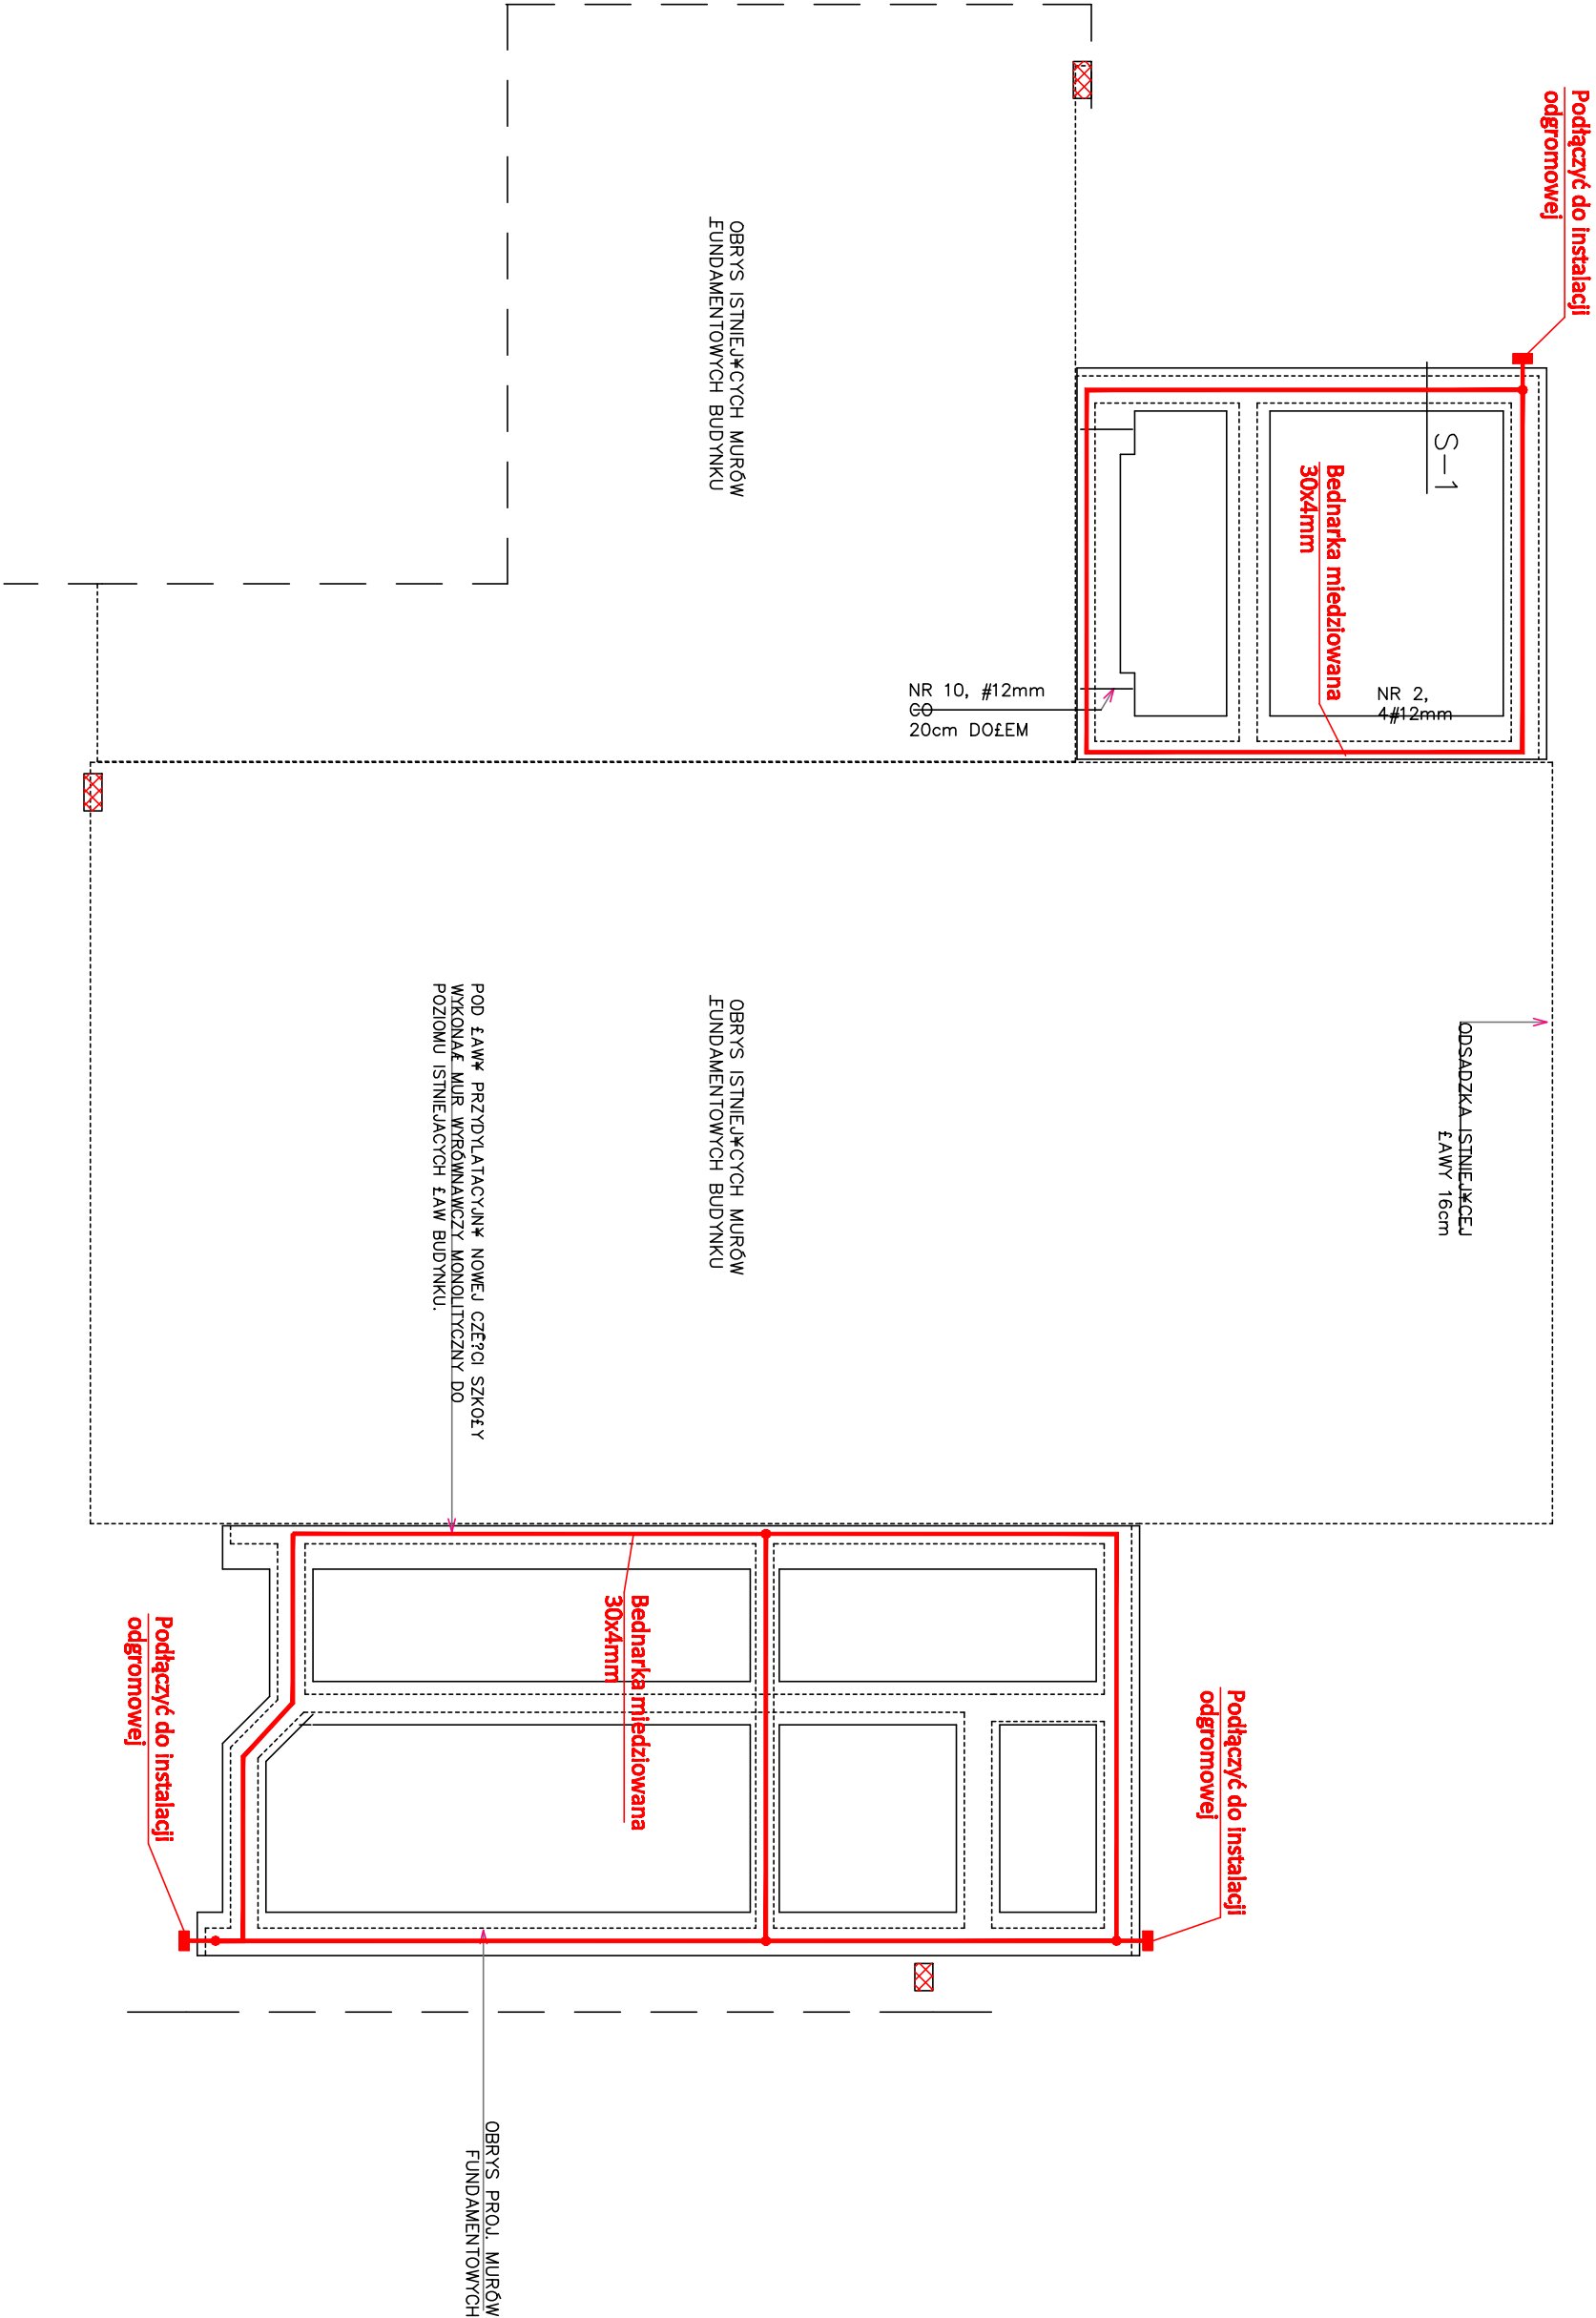 Podłączyć do instalacji
odgromowej
OBRYS ISTNIEJ¥CYCH MURÓW
FUNDAMENTOWYCH BUDYNKU
S-1
Bednarka miedziowana
30x4mm
NR 10, #12mm
CO
20cm DO£EM
NR 2,
4#12mm
OBRYS ISTNIEJ¥CYCH MURÓW
FUNDAMENTOWYCH BUDYNKU
ODSADZKA ISTNIEJ¥CEJ
£AWY 16cm
POD £AW¥ PRZYDYLATACYJN¥ NOWEJ CZÊ?CI SZKO£Y
WYKONAÆ MUR WYRÓWNAWCZY MONOLITYCZNY DO
POZIOMU ISTNIEJACYCH £AW BUDYNKU.
Bednarka miedziowana
30x4mm
Podłączyć do instalacji
odgromowej
Podłączyć do instalacji
odgromowej
OBRYS PROJ. MURÓW
FUNDAMENTOWYCH